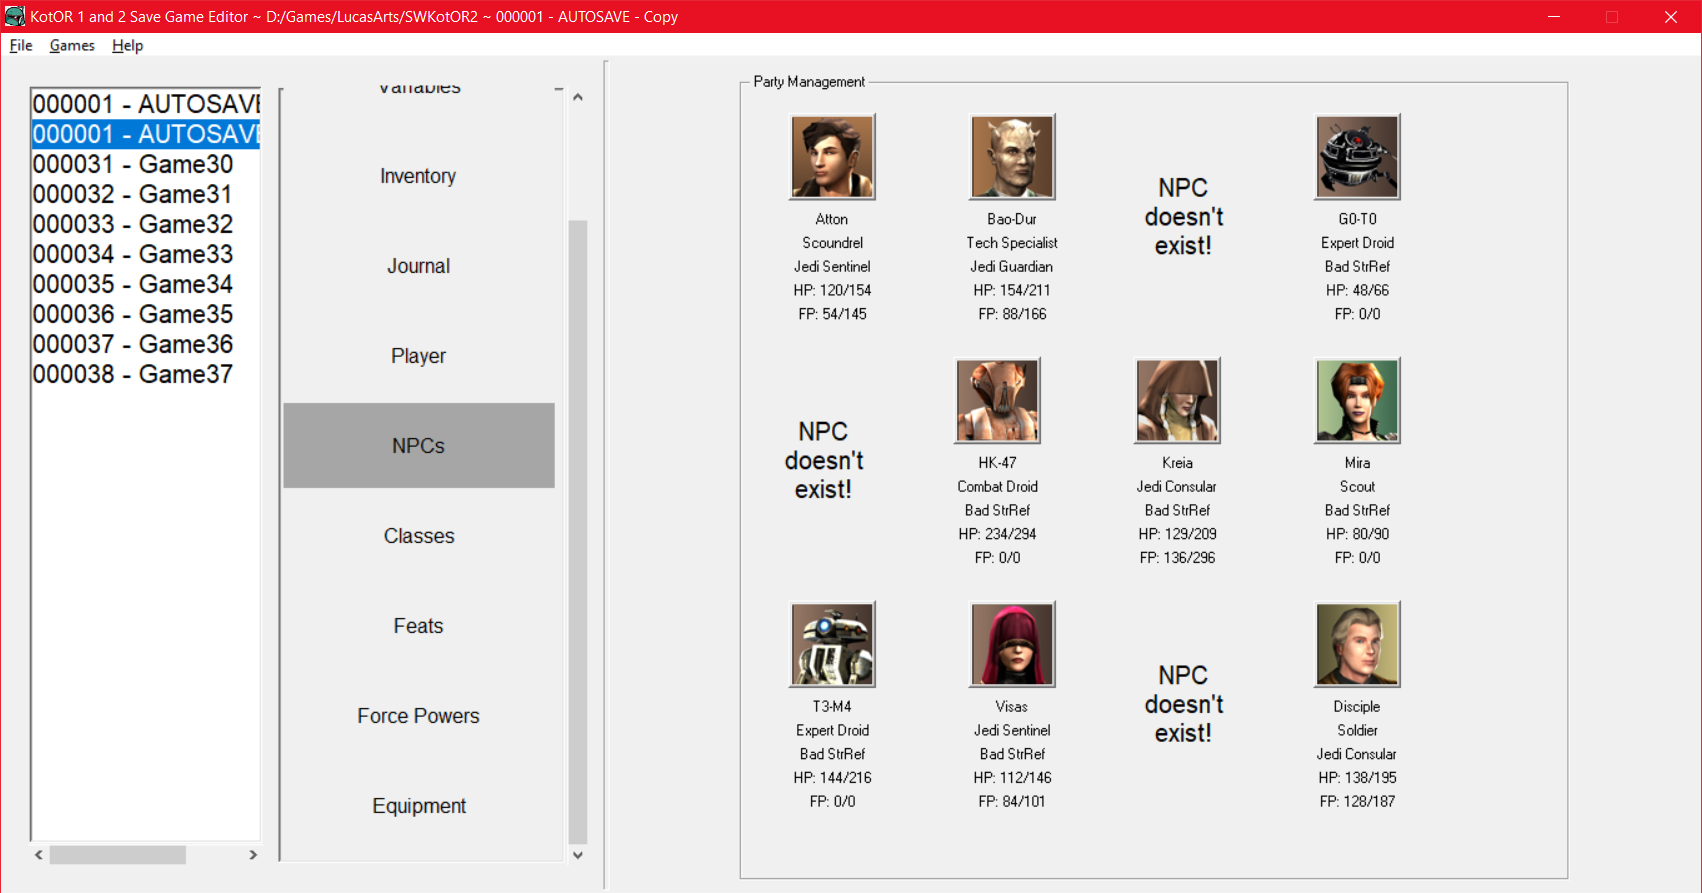 KotOR 1 and 2 Save Game Editor ~ D:/Games/LucasArts/SWKotOR2 ~ 000001 - AUTOSAVE - Copy
File Games Help
000001 - AUTOSAVE
000001 - AUTOSAVE
000031 - Game30
000032 - Game31
000033 - Game32
000034 - Game33
000035 - Game34
000036 - Game35
000037 - Game36
000038 - Game37
Variables
Inventory
Journal
Player
NPCs
Classes
Feats
Force Powers
Equipment
Party Management
Atton
Scoundrel
Jedi Sentinel
HP: 120/154
FP: 54/145
Bao-Dur
Tech Specialist
Jedi Guardian
HP: 154/211
FP: 88/166
NPC
doesn't
exist!
G0-T0
Expert Droid
Bad StrRef
HP: 48/66
FP: 0/0
NPC
doesn't
exist!
HK-47
Combat Droid
Bad StrRef
HP: 234/294
FP: 0/0
Kreia
Jedi Consular
HP: 129/209
FP: 136/296
Mira
Scout
Bad StrRef
HP: 80/90
FP: 0/0
T3-M4
Expert Droid
Bad StrRef
HP: 144/216
FP: 0/0
Visas
Jedi Sentinel
Bad StrRef
HP: 112/146
FP: 84/101
NPC
doesn't
exist!
Disciple
Soldier
Jedi Consular
HP: 138/195
FP: 128/187